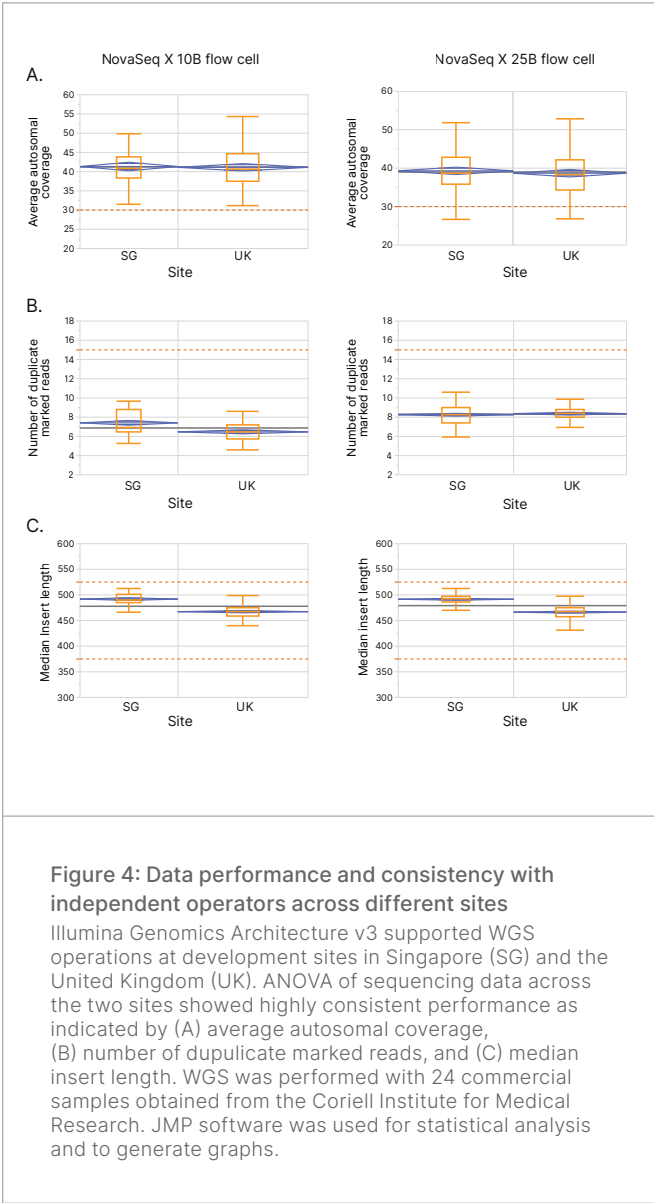 NovaSeq X 10B flow cell
NovaSeq X 25B flow cell
A.
Average autosomal
coverage
60
55
50
45
40
35
30
25
20
SG
UK
Site
Average autosomal
coverage
60
50
40
30
20
SG
UK
Site
B.
Number of duplicate
marked reads
18
16
14
12
10
8
6
4
2
SG
UK
Site
Number of duplicate
marked reads
18
16
14
12
10
8
6
4
2
SG
UK
Site
C.
Median Insert length
600
550
500
450
400
350
300
SG
UK
Site
Median insert length
600
550
500
450
400
350
300
SG
UK
Site
Figure 4: Data performance and consistency with
independent operators across different sites
Illumina Genomics Architecture v3 supported WGS
operations at development sites in Singapore (SG) and the
United Kingdom (UK). ANOVA of sequencing data across
the two sites showed highly consistent performance as
indicated by (A) average autosomal coverage,
(B) number of dupulicate marked reads, and (C) median
insert length. WGS was performed with 24 commercial
samples obtained from the Coriell Institute for Medical
Research. JMP software was used for statistical analysis
and to generate graphs.